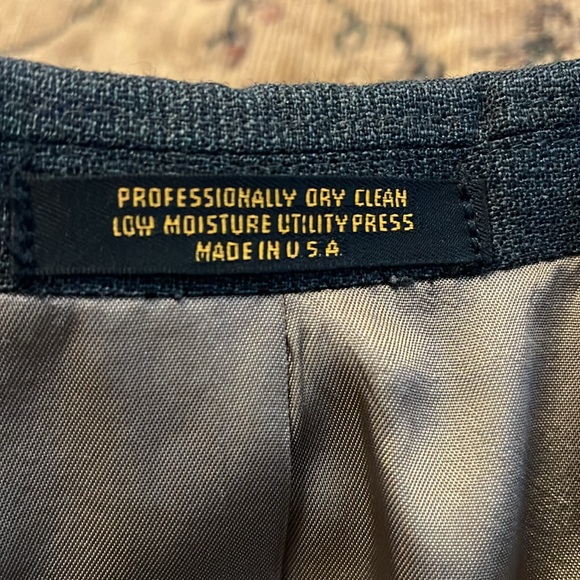 PROFESSIONALLY DRY CLEAN
LOW MOISTURE UTILITY PRESS
MADE IN U.S.A.